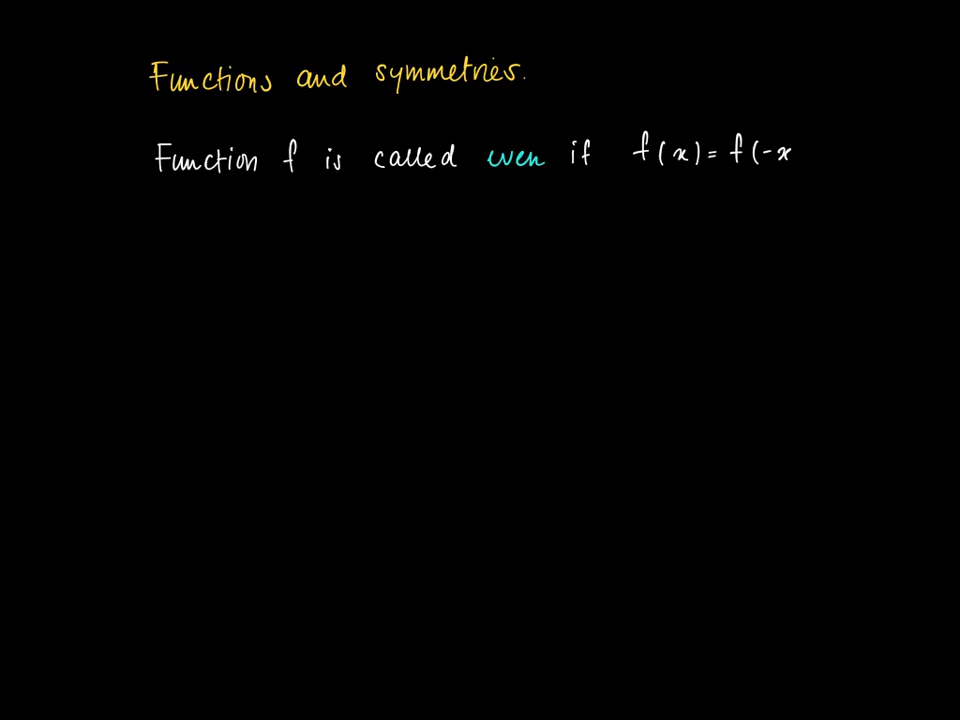 Functions and symmetries.
Function f is called even if f(x) = f(-x